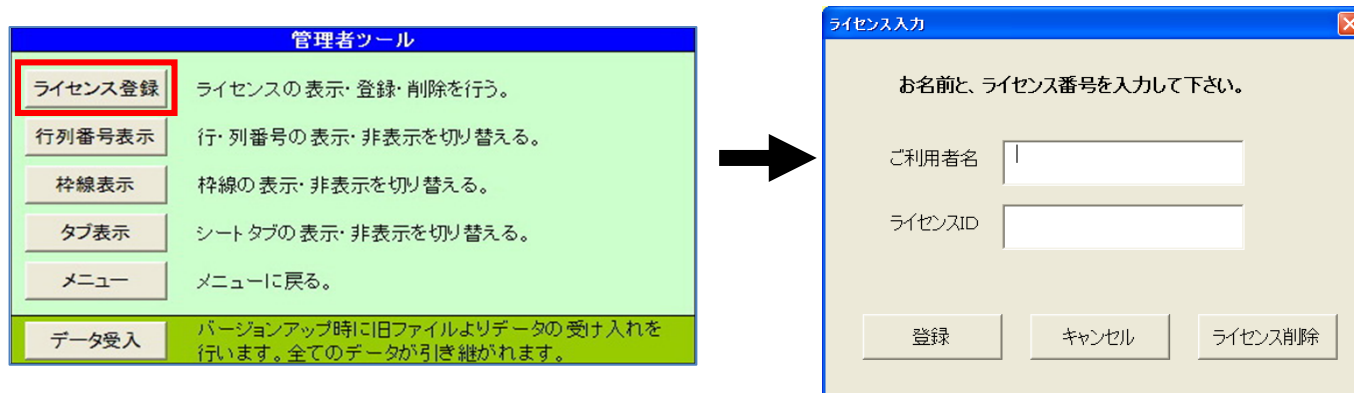 管理者ツール
ライセンス登録 ライセンスの表示・登録・削除を行う。
行列番号表示 行・列番号の表示・非表示を切り替える。
枠線表示 枠線の表示・非表示を切り替える。
タブ表示 シートタブの表示・非表示を切り替える。
メニュー メニューに戻る。
データ受入 バージョンアップ時に旧ファイルよりデータの受け入れを
行います。全てのデータが引き継がれます。
ライセンス入力
お名前と、ライセンス番号を入力して下さい。
ご利用者名
ライセンスID
登録 キャンセル ライセンス削除